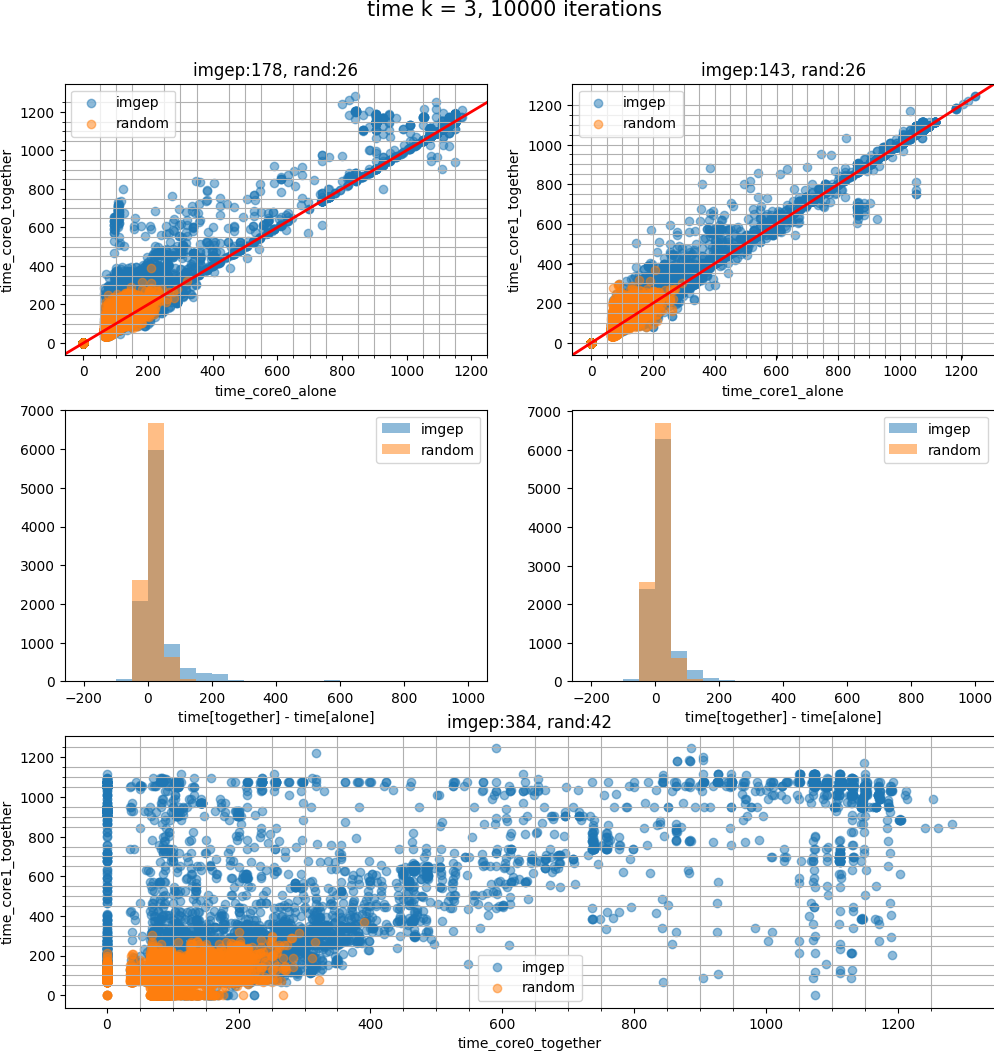 time k = 3, 10000 iterations
imgep:178, rand:26
imgep:143, rand:26
imgep
random
imgep
random
1200
1000
800
600
400
200
0
1200
1000
800
600
400
200
0
time_core0_together
time_core1_together
0 200 400 600 800 1000 1200
0 200 400 600 800 1000 1200
time_core0_alone
time_core1_alone
7000
6000
5000
4000
3000
2000
1000
0
7000
6000
5000
4000
3000
2000
1000
0
imgep
random
imgep
random
−200 0 200 400 600 800 1000
−200 0 200 400 600 800 1000
time[together] - time[alone]
time[together] - time[alone]
imgep:384, rand:42
1200
1000
800
600
400
200
0
time_core1_together
imgep
random
0 200 400 600 800 1000 1200
time_core0_together